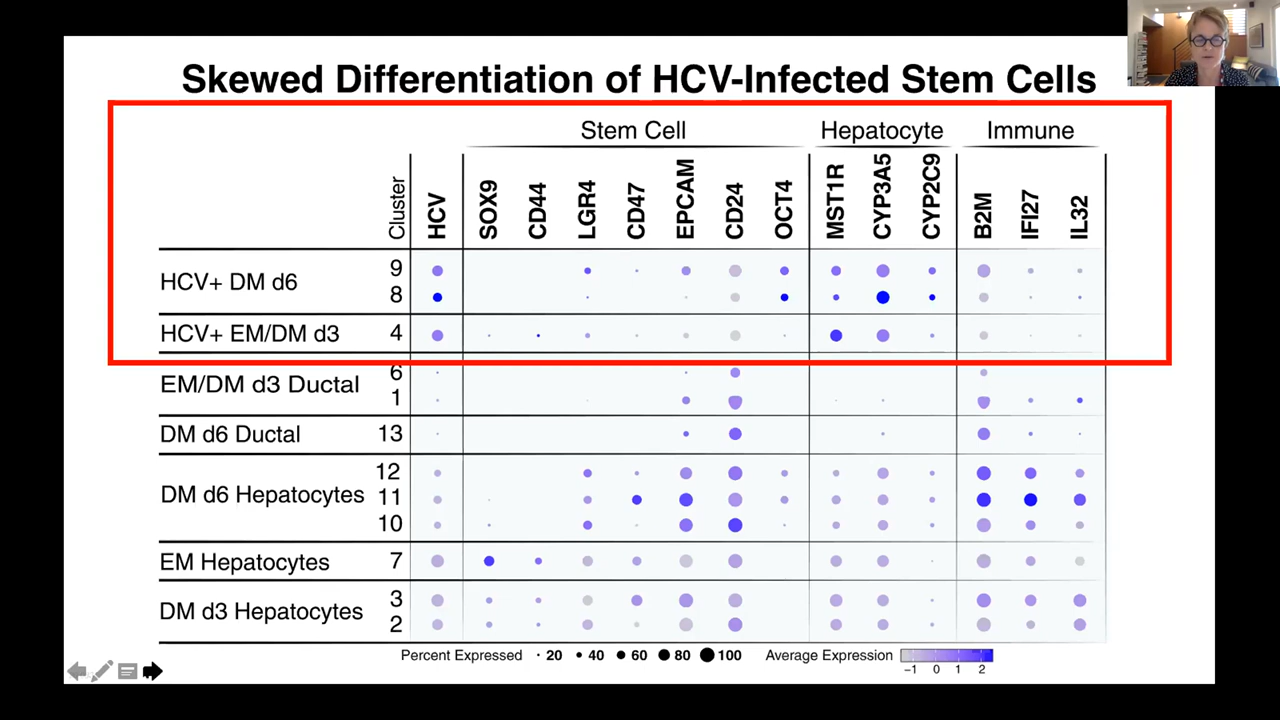 Skewed Differentiation of HCV-Infected Stem Cells
Stem Cell Hepatocyte Immune
Cluster HCV SOX9 CD44 LGR4 CD47 EPCAM CD24 OCT4 MST1R CYP3A5 CYP2C9 B2M IFI27 IL32
HCV+ DM d6 9
8
HCV+ EM/DM d3 4
EM/DM d3 Ductal 6
1
DM d6 Ductal 13
DM d6 Hepatocytes 12
11
10
EM Hepatocytes 7
DM d3 Hepatocytes 3
2
Percent Expressed 20 40 60 80 100 Average Expression
−1 0 1 2